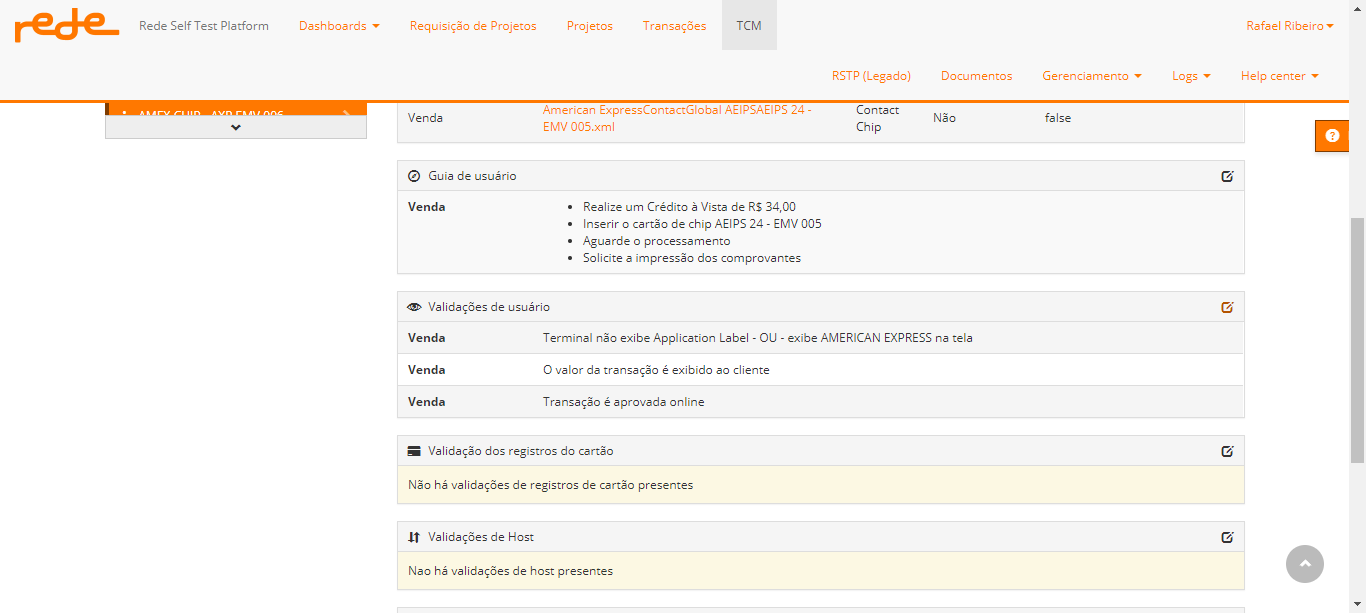 rede Rede Self Test Platform Dashboards Requisição de Projetos Projetos Transações TCM Rafael Ribeiro
RSTP (Legado) Documentos Gerenciamento Logs Help center
AMEX CHIP - AXP EMV 006
Venda American ExpressContactGlobal AEIPSAEIPS 24 - Contact Não false
EMV 005.xml Chip
Guia de usuário
Venda
Realize um Crédito à Vista de R$ 34,00
Inserir o cartão de chip AEIPS 24 - EMV 005
Aguarde o processamento
Solicite a impressão dos comprovantes
Validações de usuário
Venda Terminal não exibe Application Label - OU - exibe AMERICAN EXPRESS na tela
Venda O valor da transação é exibido ao cliente
Venda Transação é aprovada online
Validação dos registros do cartão
Não há validações de registros de cartão presentes
Validações de Host
Nao há validações de host presentes